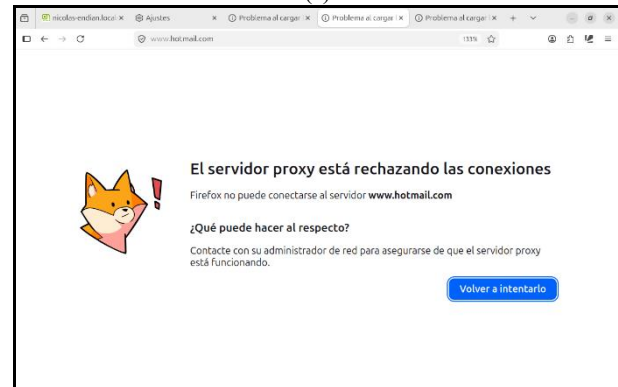 nicolas-endian.local
Ajustes
Problema al cargar
Problema al cargar
Problema al cargar
www.hotmail.com
133%
El servidor proxy está rechazando las conexiones
Firefox no puede conectarse al servidor www.hotmail.com
¿Qué puede hacer al respecto?
Contacte con su administrador de red para asegurarse de que el servidor proxy
está funcionando.
Volver a intentarlo